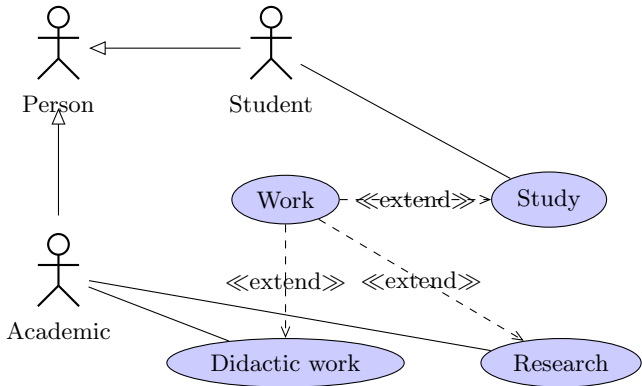 Person
Student
Work
≪extend≫
Study
≪extend≫
≪extend≫
Academic
Didactic work
Research